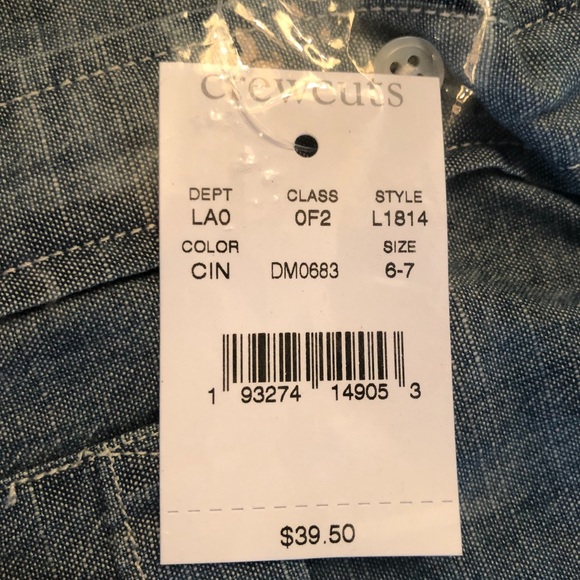 crewcuts
DEPT CLASS STYLE
LA0 0F2 L1814
COLOR SIZE
CIN DM0683 6-7
1 93274 14905 3
$39.50